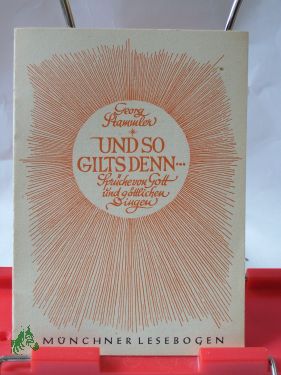 Georg
Stammler
UND SO
GILTS DENN...
Sprüche von Gott
und göttlichen
Dingen
MÜNCHNER LESEBOGEN